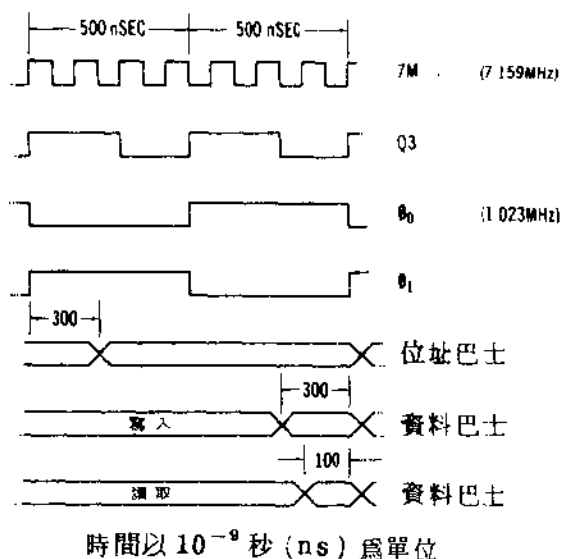 500 nSEC 500 nSEC
7M (7 159MHz)
Q3
θ₀ (1 023MHz)
θ₁
300
位址巴士
300
寫入 資料巴士
100
讀取 資料巴士
時間以 10⁻⁹ 秒 (ns) 爲單位